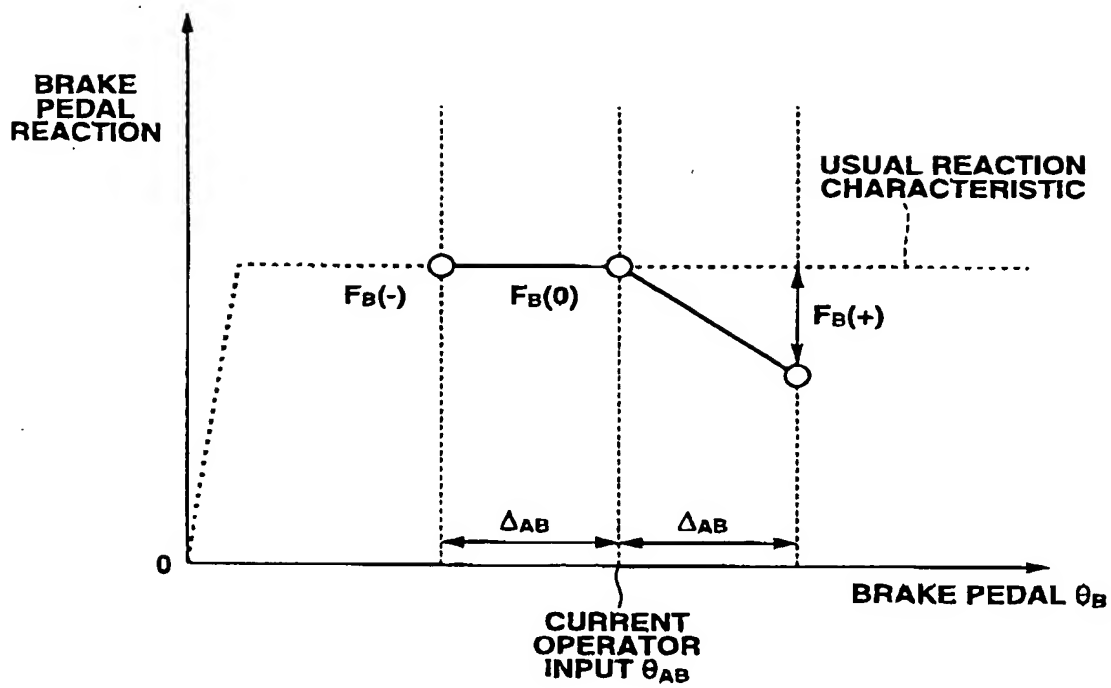 BRAKE
PEDAL
REACTION
USUAL REACTION
CHARACTERISTIC
FB(-)
FB(0)
FB(+)
ΔAB
ΔAB
0
BRAKE PEDAL θB
CURRENT
OPERATOR
INPUT θAB